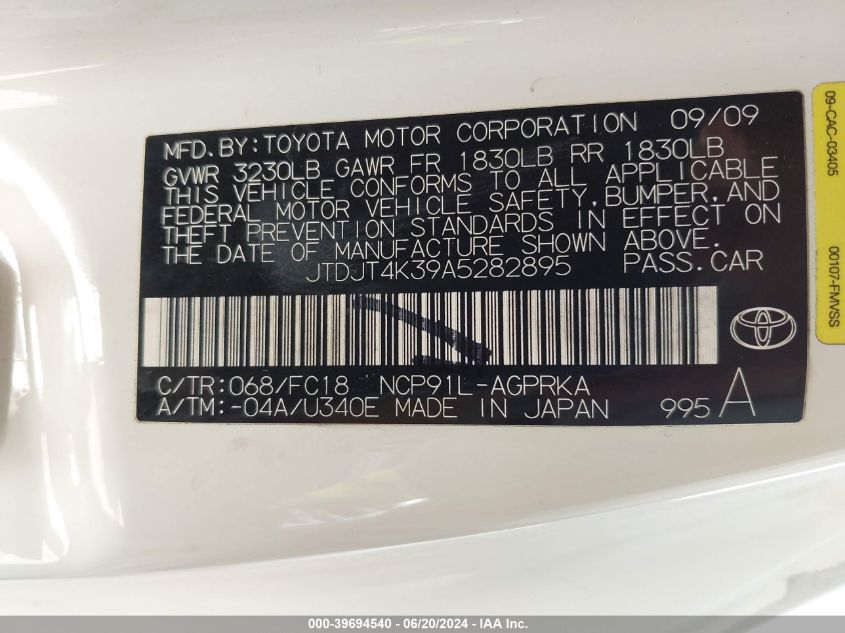 MFD.BY:TOYOTA MOTOR CORPORATION 09/09
GVWR 3230LB GAWR FR 1830LB RR 1830LB
THIS VEHICLE CONFORMS TO ALL APPLICABLE
FEDERAL MOTOR VEHICLE SAFETY,BUMPER,AND
THEFT PREVENTION STANDARDS IN EFFECT ON
THE DATE OF MANUFACTURE SHOWN ABOVE.
JTDJT4K39A5282895 PASS.CAR
C/TR:068/FC18 NCP91L-AGPRKA
A/TM:-04A/U340E MADE IN JAPAN 995A
09-CAC-03405
00107-FMVSS
000-39694540 - 06/20/2024 - IAAI.com